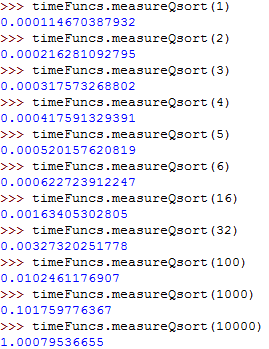 >>> timeFuncs.measureQsort(1)
0.000114670387932
>>> timeFuncs.measureQsort(2)
0.000216281092795
>>> timeFuncs.measureQsort(3)
0.000317573268802
>>> timeFuncs.measureQsort(4)
0.000417591329391
>>> timeFuncs.measureQsort(5)
0.000520157620819
>>> timeFuncs.measureQsort(6)
0.000622723912247
>>> timeFuncs.measureQsort(16)
0.00163405302805
>>> timeFuncs.measureQsort(32)
0.00327320251778
>>> timeFuncs.measureQsort(100)
0.0102461176907
>>> timeFuncs.measureQsort(1000)
0.101759776367
>>> timeFuncs.measureQsort(10000)
1.00079536655